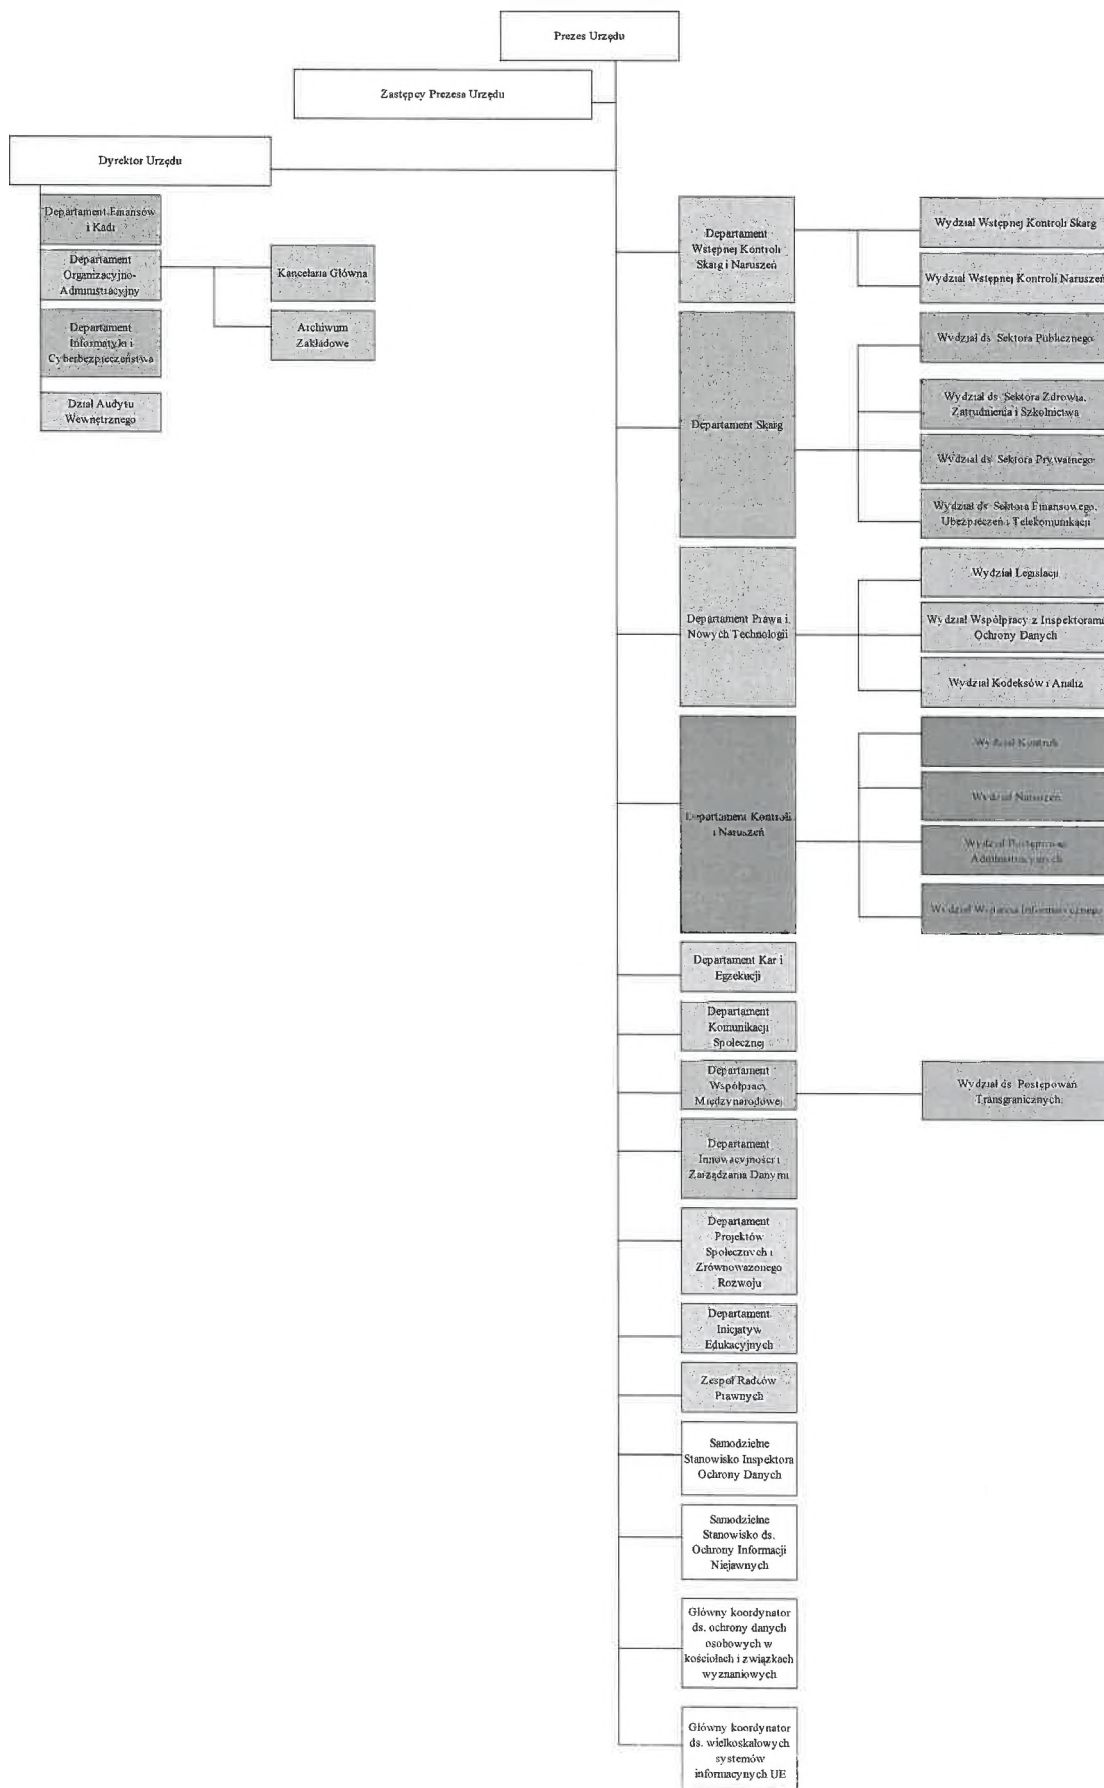 Prezes Urzędu
Zastępcy Prezesa Urzędu
Dyrektor Urzędu
Departament Finansów
i Kadr
Departament
Organizacyjno-
Administracyjny
Kancelaria Główna
Archiwum
Zakładowe
Departament
Informatyki i
Cyberbezpieczeństwa
Dział Audytu
Wewnętrznego
Departament
Wstępnej Kontroli
Skarg i Naruszeń
Wydział Wstępnej Kontroli Skarg
Wydział Wstępnej Kontroli Naruszeń
Departament Skarg
Wydział ds. Sektora Publicznego
Wydział ds. Sektora Zdrowia,
Zatrudnienia i Szkolnictwa
Wydział ds. Sektora Prywatnego
Wydział ds. Sektora Finansowego,
Ubezpieczeń i Telekomunikacji
Departament Prawa i
Nowych Technologii
Wydział Legislacji
Wydział Współpracy z Inspektorami
Ochrony Danych
Wydział Kodeksów i Analiz
Departament Kontroli
i Naruszeń
Wydział Kontroli
Wydział Naruszeń
Wydział Postępowań
Administracyjnych
Wydział Wsparcia Informatycznego
Departament Kar i
Egzekucji
Departament
Komunikacji
Społecznej
Departament
Współpracy
Międzynarodowej
Wydział ds. Postępowań
Transgranicznych
Departament
Innowacyjności i
Zarządzania Danymi
Departament
Projektów
Społecznych i
Zrównoważonego
Rozwoju
Departament
Inicjatyw
Edukacyjnych
Zespół Radców
Prawnych
Samodzielne
Stanowisko Inspektora
Ochrony Danych
Samodzielne
Stanowisko ds.
Ochrony Informacji
Niejawnych
Główny koordynator
ds. ochrony danych
osobowych w
kościołach i związkach
wyznaniowych
Główny koordynator
ds. wielkoskalowych
systemów
informacynych UE